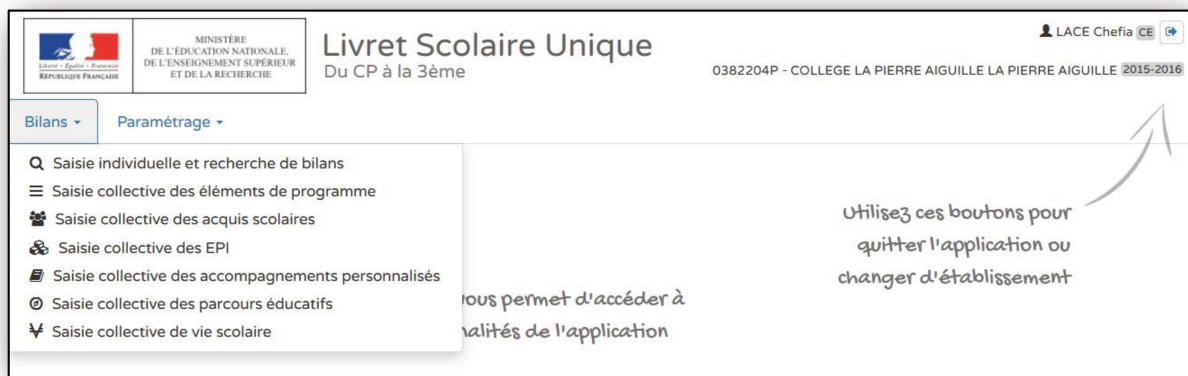 MINISTÈRE
DE L'ÉDUCATION NATIONALE,
DE L'ENSEIGNEMENT SUPÉRIEUR
ET DE LA RECHERCHE
Liberté • Égalité • Fraternité
RÉPUBLIQUE FRANÇAISE
Livret Scolaire Unique
Du CP à la 3ème
LACE Chefia CE
0382204P - COLLEGE LA PIERRE AIGUILLE LA PIERRE AIGUILLE 2015-2016
Bilans Paramétrage
Saisie individuelle et recherche de bilans
Saisie collective des éléments de programme
Saisie collective des acquis scolaires
Saisie collective des EPI
Saisie collective des accompagnements personnalisés
Saisie collective des parcours éducatifs
Saisie collective de vie scolaire
vous permet d'accéder à
nalités de l'application
Utilisez ces boutons pour
quitter l'application ou
changer d'établissement